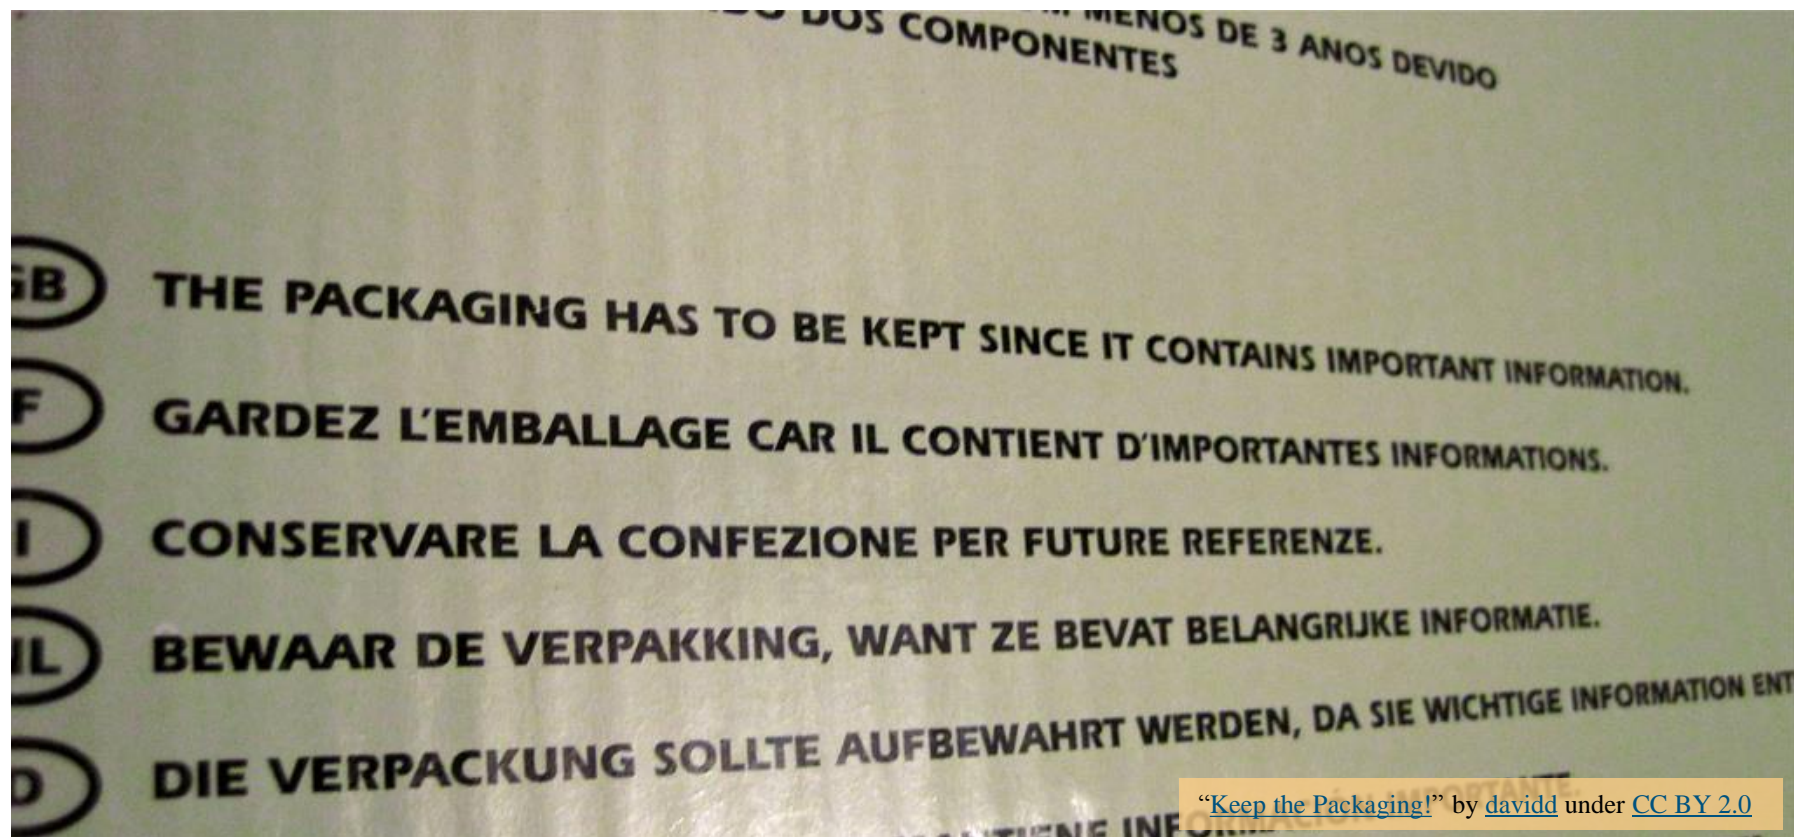 MENOS DE 3 ANOS DEVIDO
DOS COMPONENTES
GB THE PACKAGING HAS TO BE KEPT SINCE IT CONTAINS IMPORTANT INFORMATION.
F GARDEZ L'EMBALLAGE CAR IL CONTIENT D'IMPORTANTES INFORMATIONS.
I CONSERVARE LA CONFEZIONE PER FUTURE REFERENZE.
NL BEWAAR DE VERPAKKING, WANT ZE BEVAT BELANGRIJKE INFORMATIE.
D DIE VERPACKUNG SOLLTE AUFBEWAHRT WERDEN, DA SIE WICHTIGE INFORMATION ENT
INFORMACIÓN IMPORTANTE.
“Keep the Packaging!” by davidd under CC BY 2.0